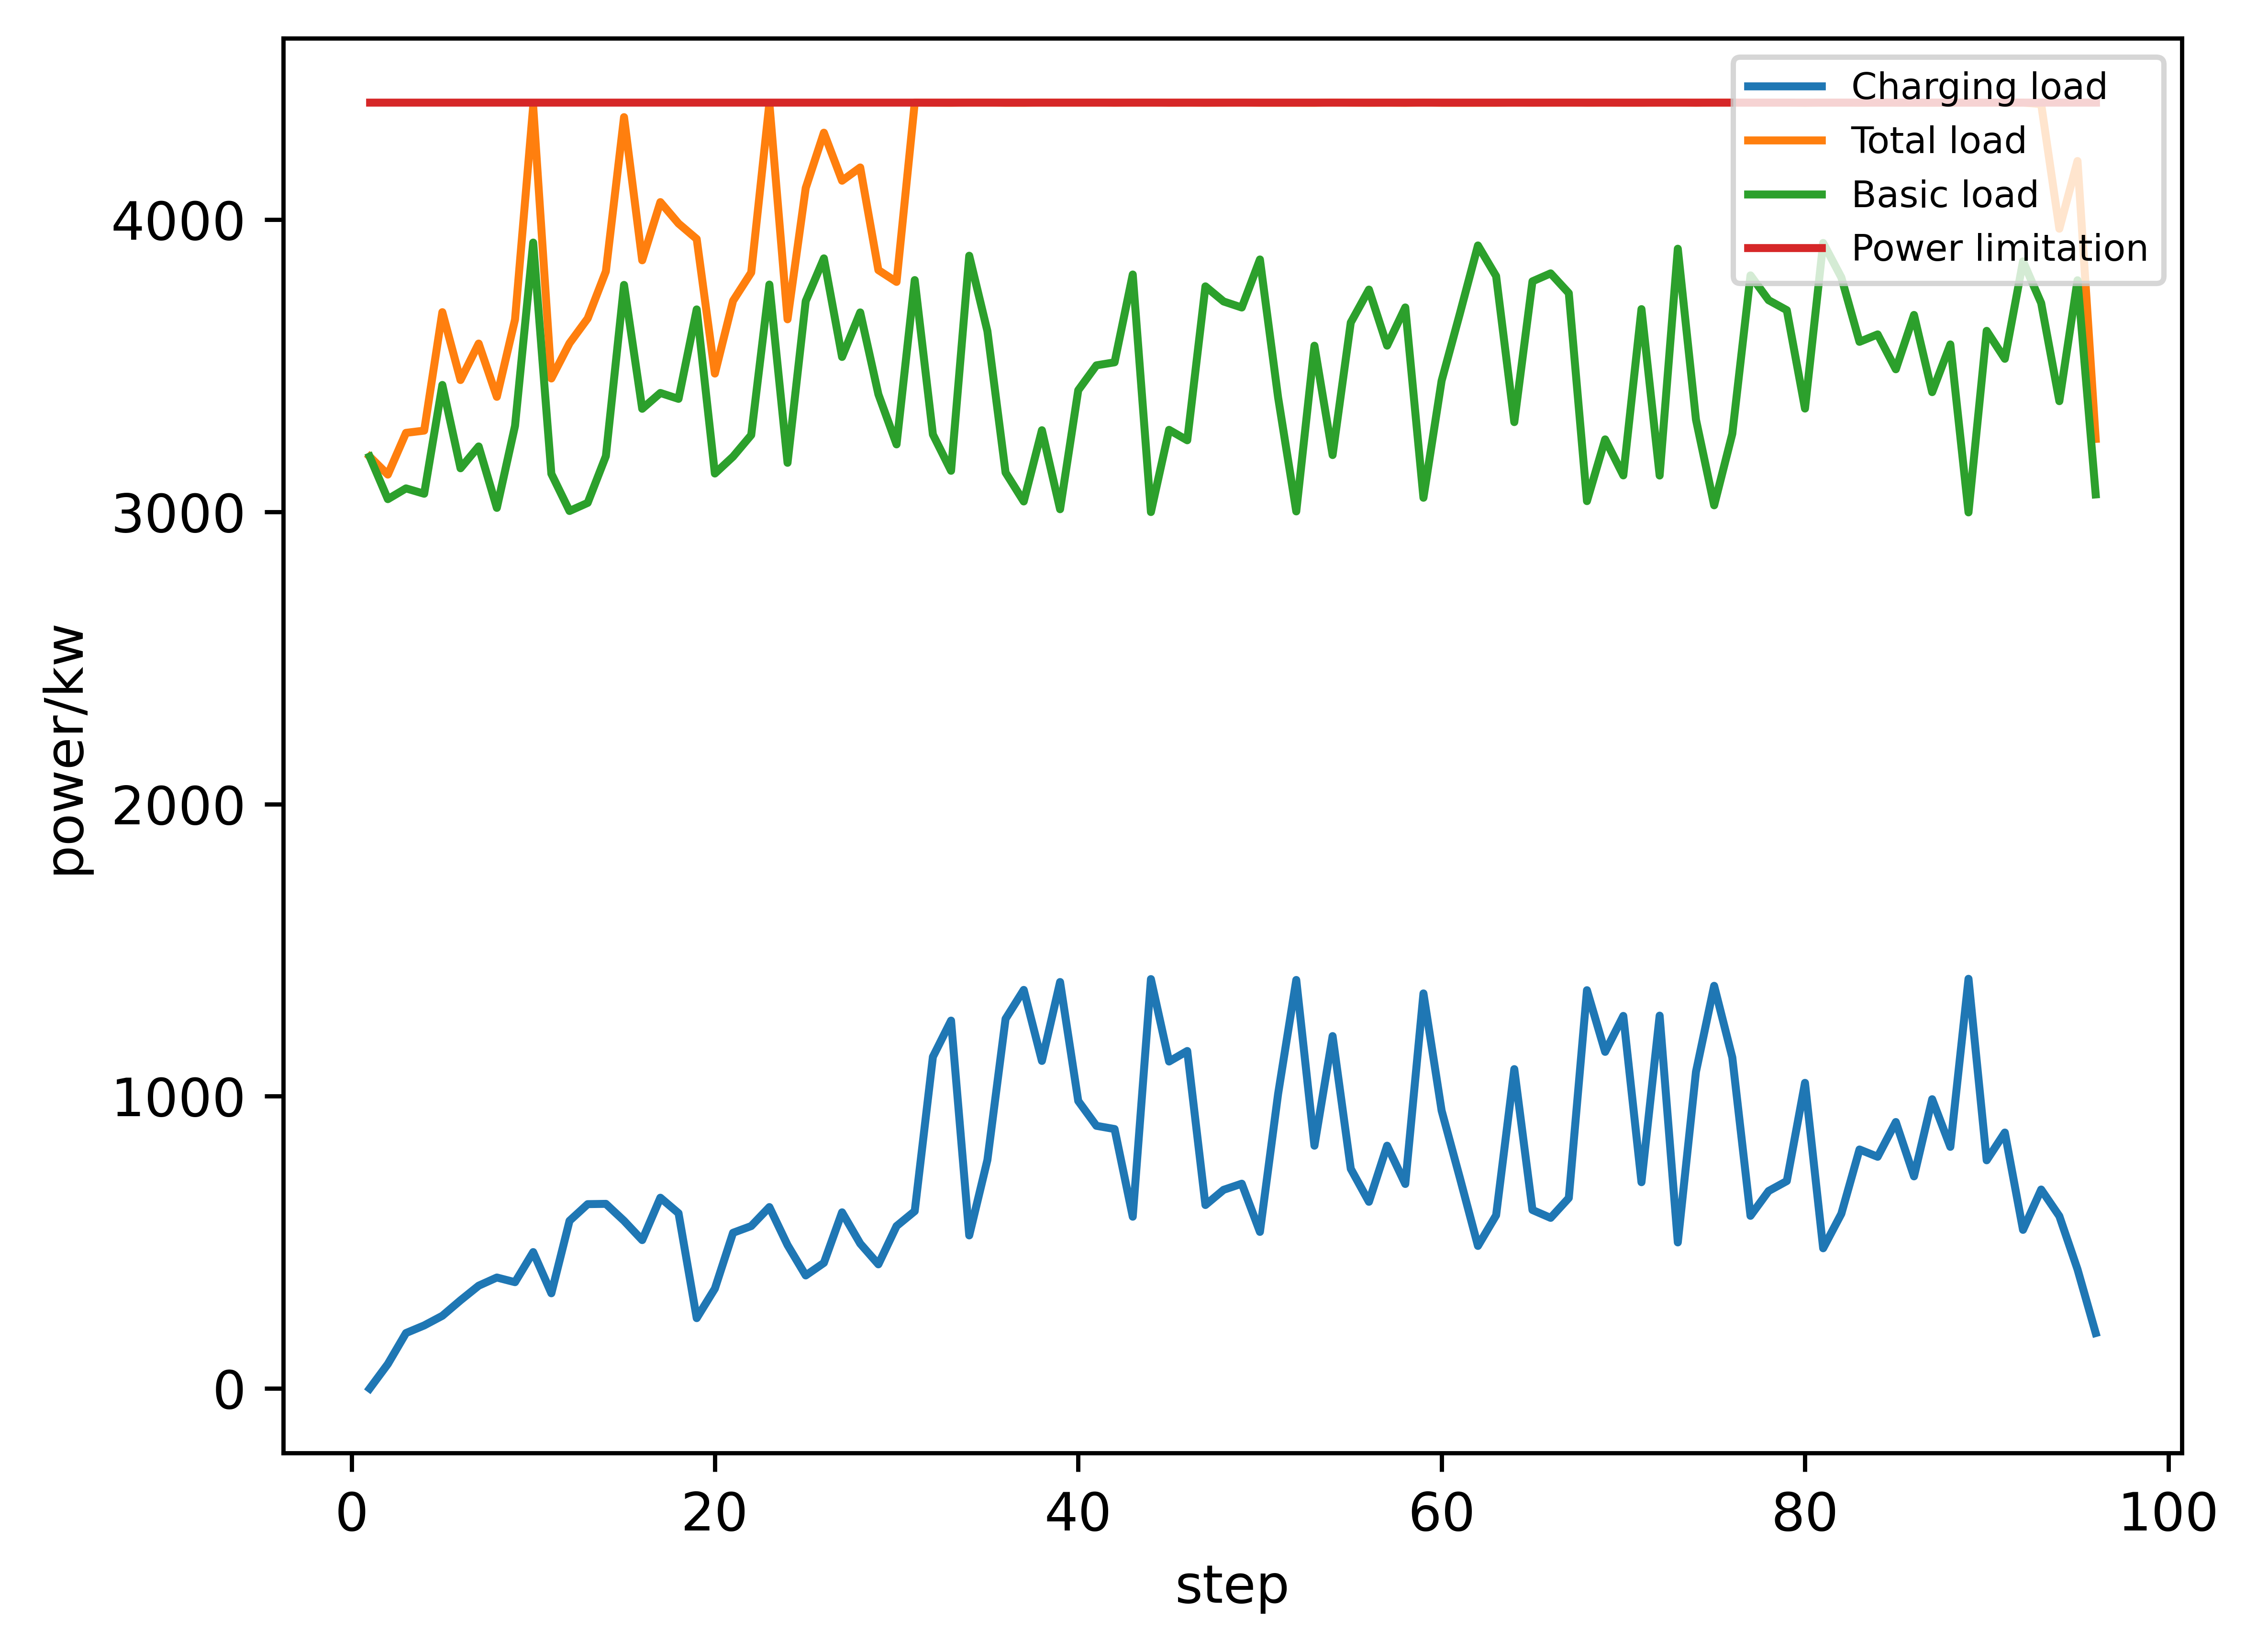 Charging load
Total load
Basic load
Power limitation
4000
3000
2000
1000
0
power/kw
0 20 40 60 80 100
step